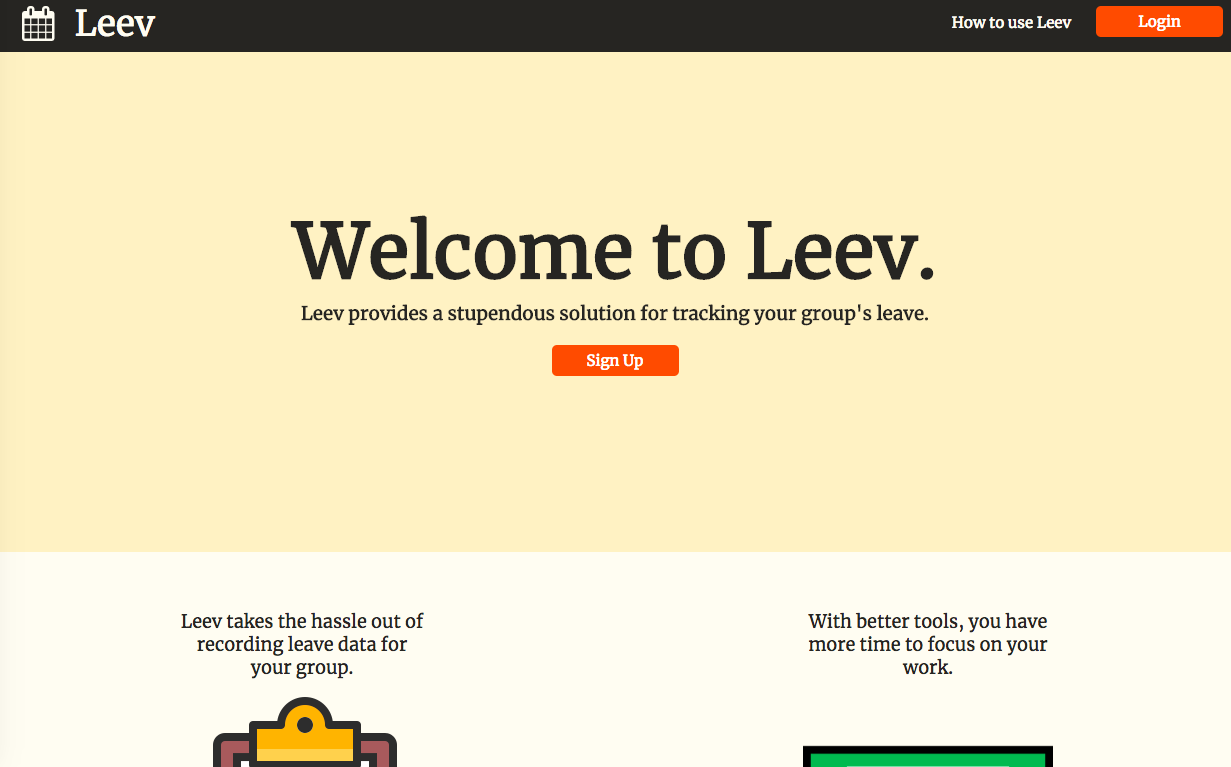 Leev
How to use Leev
Login
Welcome to Leev.
Leev provides a stupendous solution for tracking your group's leave.
Sign Up
Leev takes the hassle out of
recording leave data for
your group.
With better tools, you have
more time to focus on your
work.